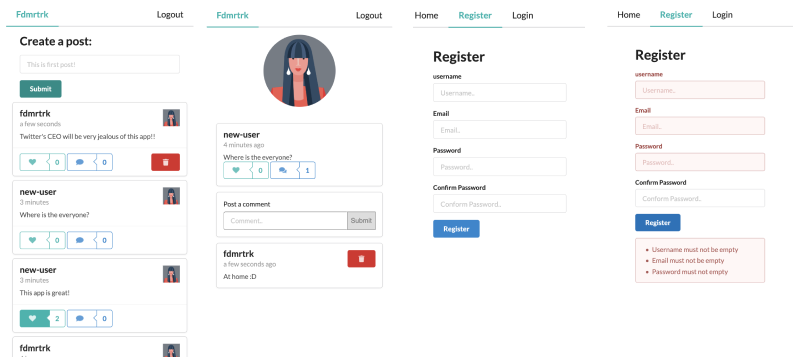 Fdmrtrk Logout
Create a post:
This is first post!
Submit
fdmrtrk
a few seconds
Twitter's CEO will be very jealous of this app!!
0 0
new-user
3 minutes
Where is the everyone?
0 0
new-user
3 minutes
This app is great!
2 0
fdmrtrk
Fdmrtrk Logout
new-user
4 minutes ago
Where is the everyone?
0 1
Post a comment
Comment.. Submit
fdmrtrk
a few seconds ago
At home :D
Home Register Login
Register
username
Username..
Email
Email..
Password
Password..
Confirm Password
Conform Password..
Register
Home Register Login
Register
username
Username..
Email
Email..
Password
Password..
Confirm Password
Conform Password..
Register
Username must not be empty
Email must not be empty
Password must not empty